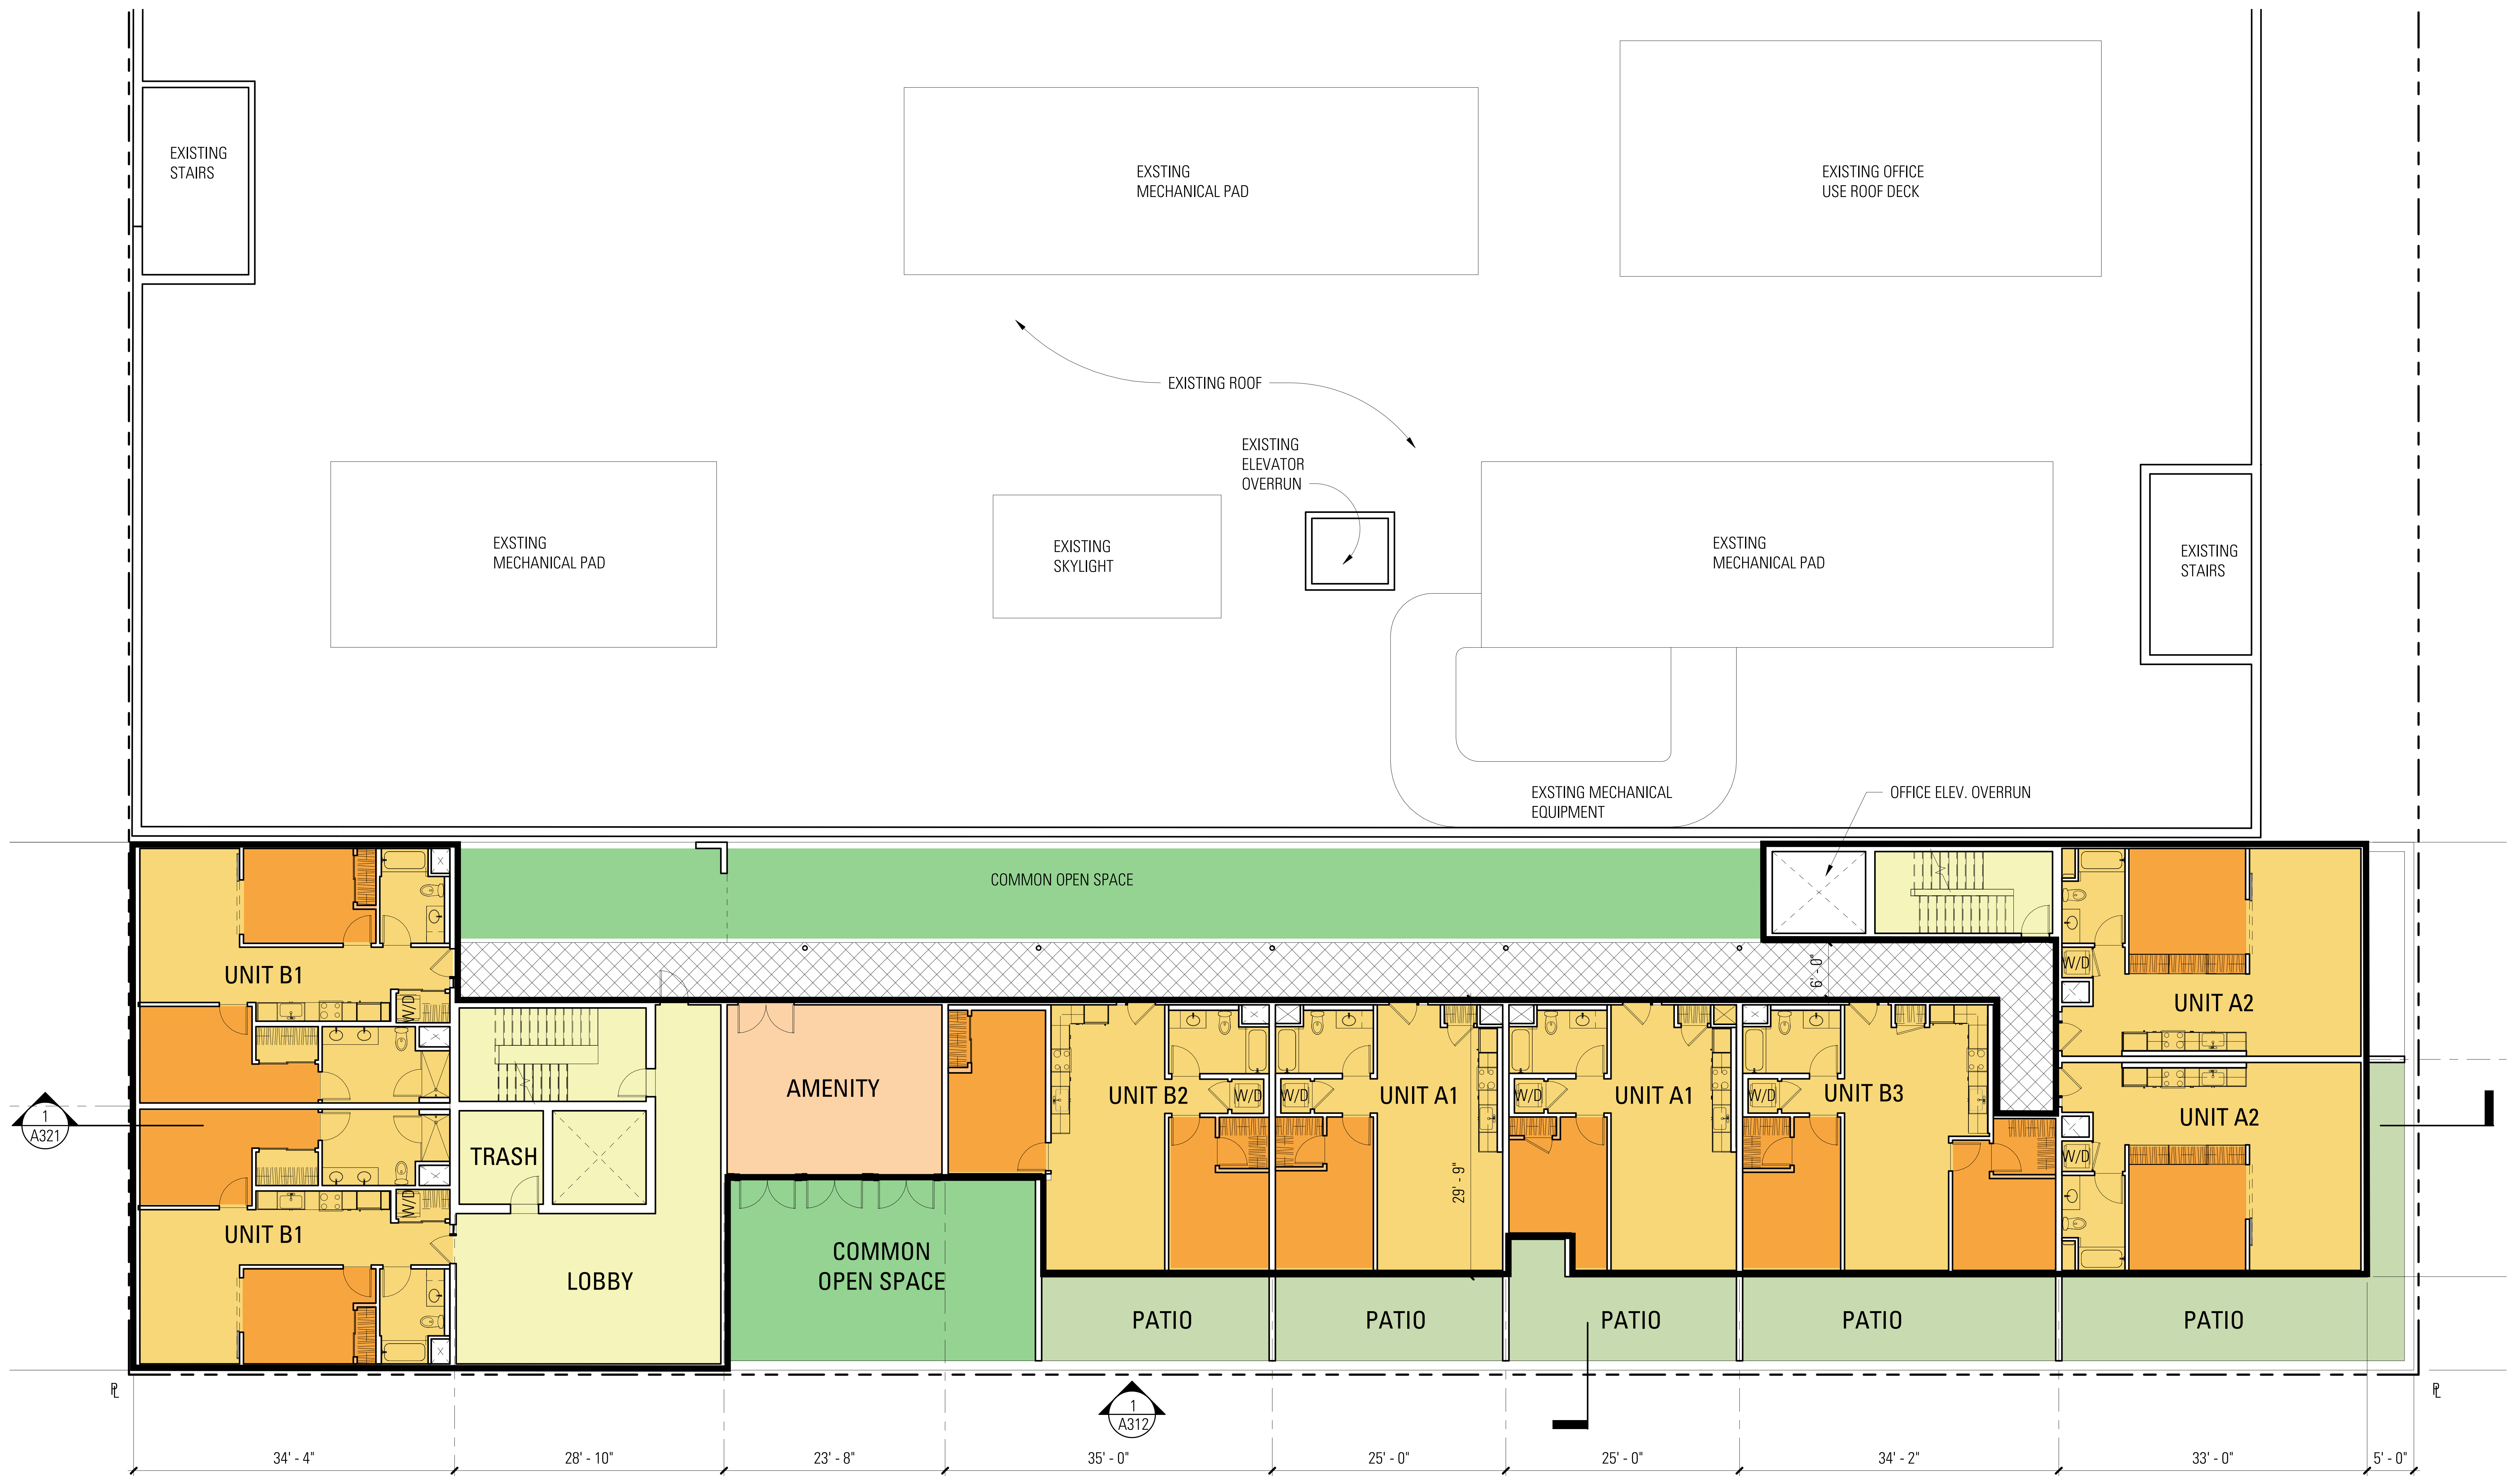 EXISTING
STAIRS
EXSTING
MECHANICAL PAD
EXISTING OFFICE
USE ROOF DECK
EXISTING ROOF
EXISTING
ELEVATOR
OVERRUN
EXSTING
MECHANICAL PAD
EXISTING
SKYLIGHT
EXSTING
MECHANICAL PAD
EXISTING
STAIRS
EXSTING MECHANICAL
EQUIPMENT
OFFICE ELEV. OVERRUN
COMMON OPEN SPACE
UNIT B1
W/D
6' - 0"
W/D
UNIT A2
AMENITY
UNIT B2
W/D
W/D
UNIT A1
W/D
UNIT A1
W/D
UNIT B3
UNIT A2
W/D
1
A321
TRASH
29' - 9"
W/D
UNIT B1
LOBBY
COMMON
OPEN SPACE
PATIO
PATIO
PATIO
PATIO
PATIO
PL
PL
1
A312
34' - 4"
28' - 10"
23' - 8"
35' - 0"
25' - 0"
25' - 0"
34' - 2"
33' - 0"
5' - 0"